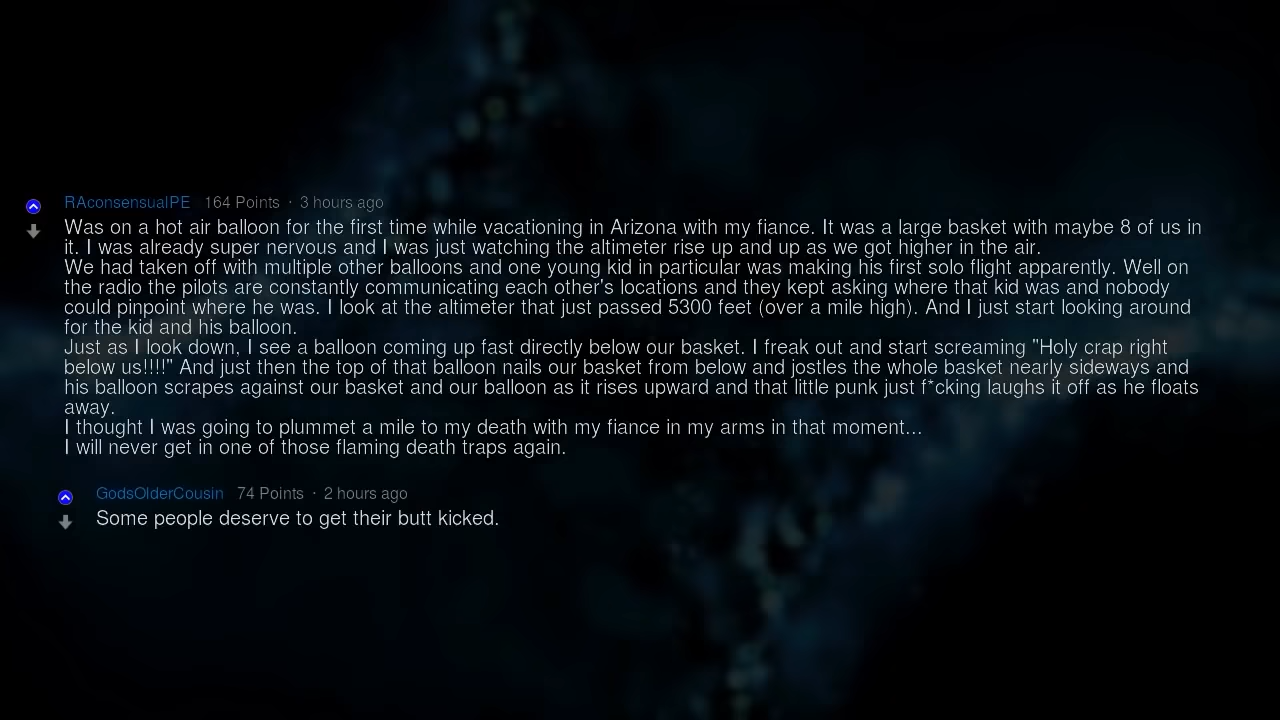 RAconsensualPE 164 Points · 3 hours ago
Was on a hot air balloon for the first time while vacationing in Arizona with my fiance. It was a large basket with maybe 8 of us in
it. I was already super nervous and I was just watching the altimeter rise up and up as we got higher in the air.
We had taken off with multiple other balloons and one young kid in particular was making his first solo flight apparently. Well on
the radio the pilots are constantly communicating each other's locations and they kept asking where that kid was and nobody
could pinpoint where he was. I look at the altimeter that just passed 5300 feet (over a mile high). And I just start looking around
for the kid and his balloon.
Just as I look down, I see a balloon coming up fast directly below our basket. I freak out and start screaming "Holy crap right
below us!!!!" And just then the top of that balloon nails our basket from below and jostles the whole basket nearly sideways and
his balloon scrapes against our basket and our balloon as it rises upward and that little punk just f*cking laughs it off as he floats
away.
I thought I was going to plummet a mile to my death with my fiance in my arms in that moment...
I will never get in one of those flaming death traps again.
GodsOlderCousin 74 Points · 2 hours ago
Some people deserve to get their butt kicked.